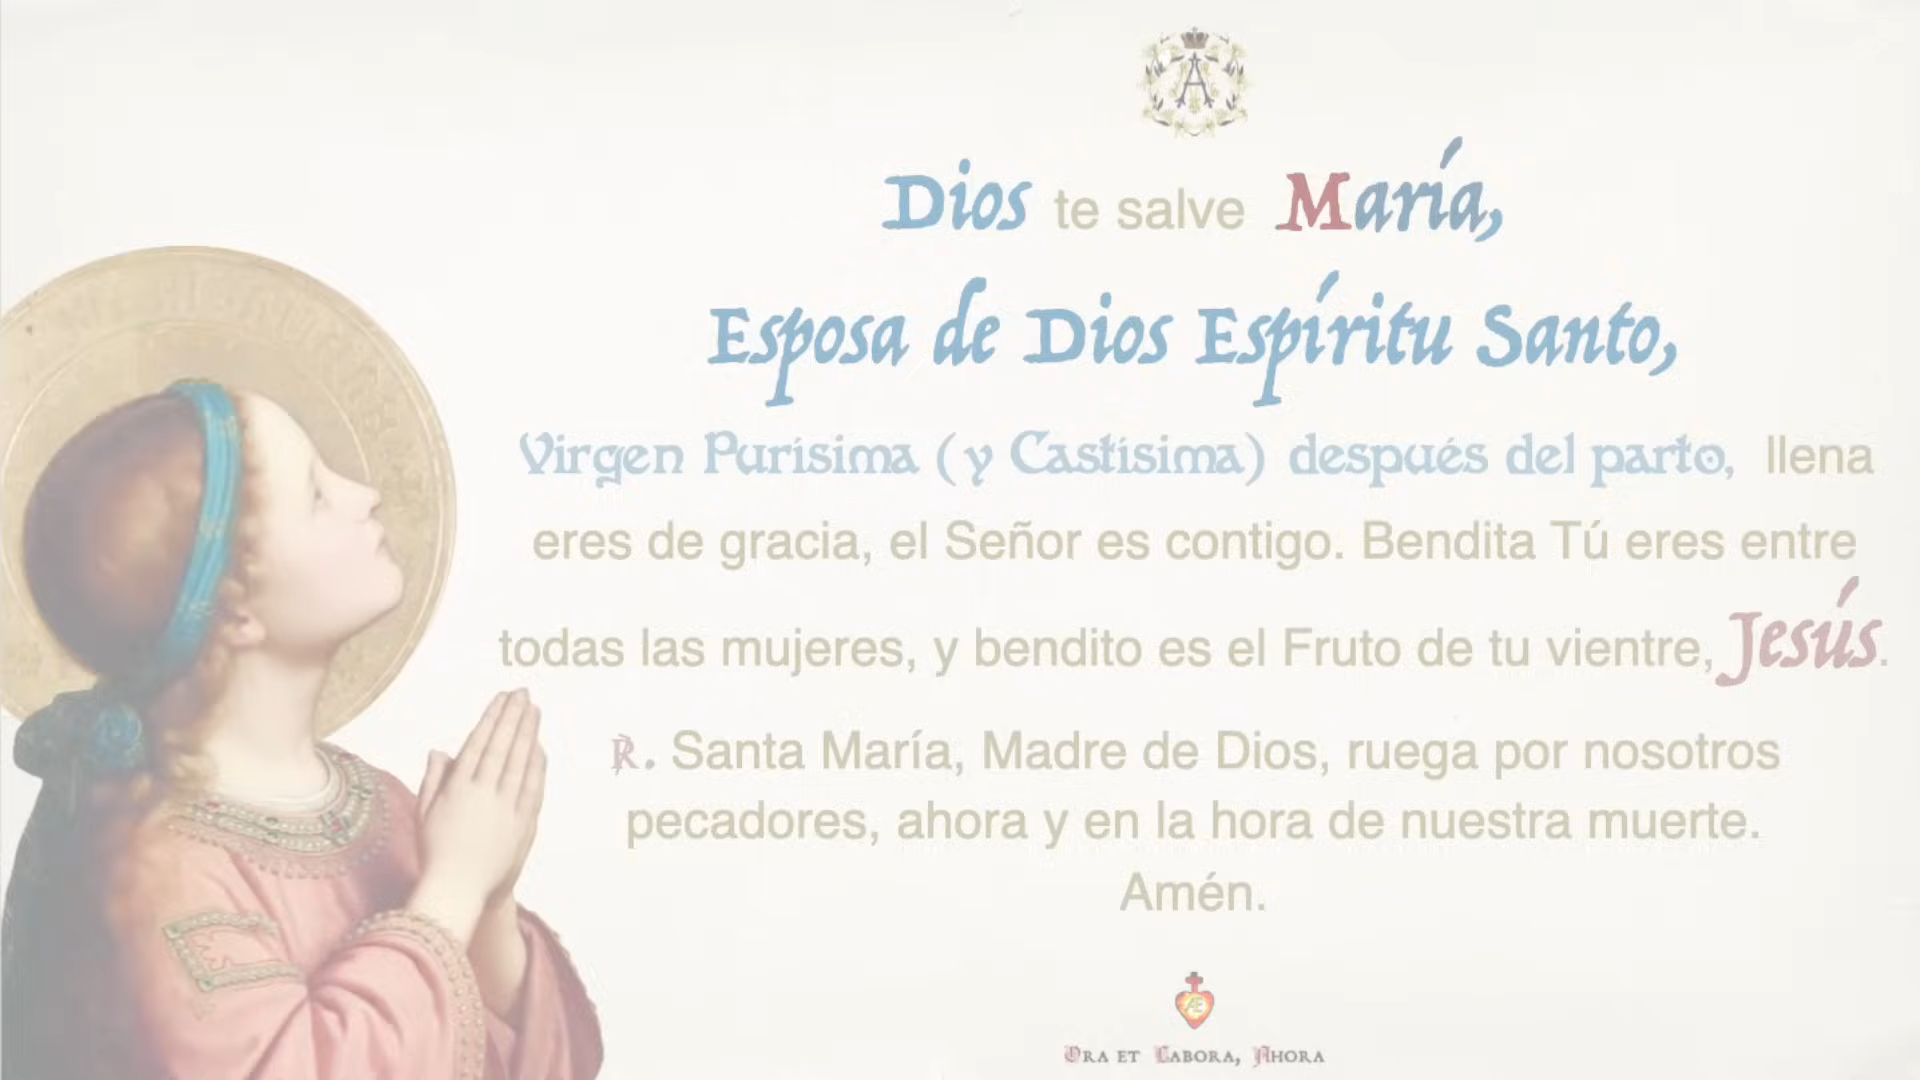 A
Dios te salve María,
Esposa de Dios Espíritu Santo,
Virgen Purísima (y Castísima) después del parto, llena
eres de gracia, el Señor es contigo. Bendita Tú eres entre
todas las mujeres, y bendito es el Fruto de tu vientre, Jesús.
℟. Santa María, Madre de Dios, ruega por nosotros
pecadores, ahora y en la hora de nuestra muerte.
Amén.
Æ
Ora et Labora, Ahora